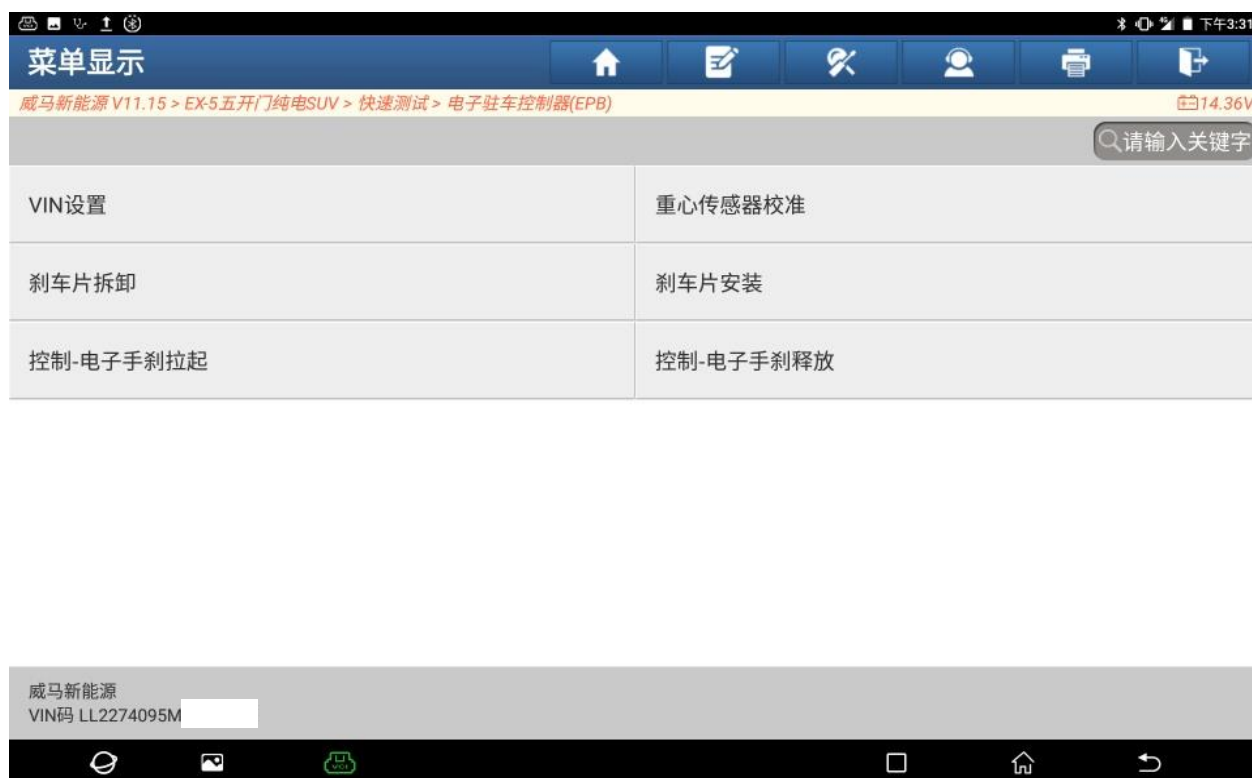 下午3:31
菜单显示
威马新能源 V11.15 > EX-5五开门纯电SUV > 快速测试 > 电子驻车控制器(EPB)
14.36V
请输入关键字
VIN设置
重心传感器校准
刹车片拆卸
刹车片安装
控制-电子手刹拉起
控制-电子手刹释放
威马新能源
VIN码 LL2274095M